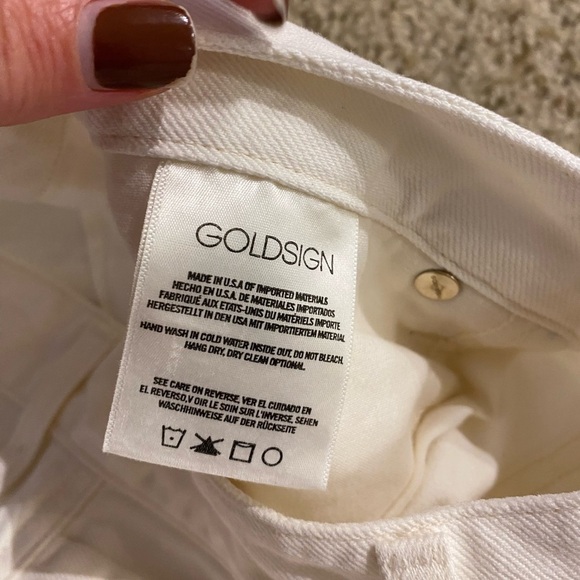 GOLDSIGN
MADE IN U.S.A OF IMPORTED MATERIALS
HECHO EN U.S.A. DE MATERIALES IMPORTADOS
FABRIQUÉ AUX ETATS-UNIS DU MATÉRIELS IMPORTE
HERGESTELLT IN DEN USA MIT IMPORTIERTEM MATERIAL
HAND WASH IN COLD WATER INSIDE OUT, DO NOT BLEACH.
HANG DRY, DRY CLEAN OPTIONAL.
SEE CARE ON REVERSE, VER EL CUIDADO EN
EL REVERSO,V OIR LE SOIN SUR L'INVERSE, SEHEN
WASCHHINWEISE AUF DER RÜCKSEITE